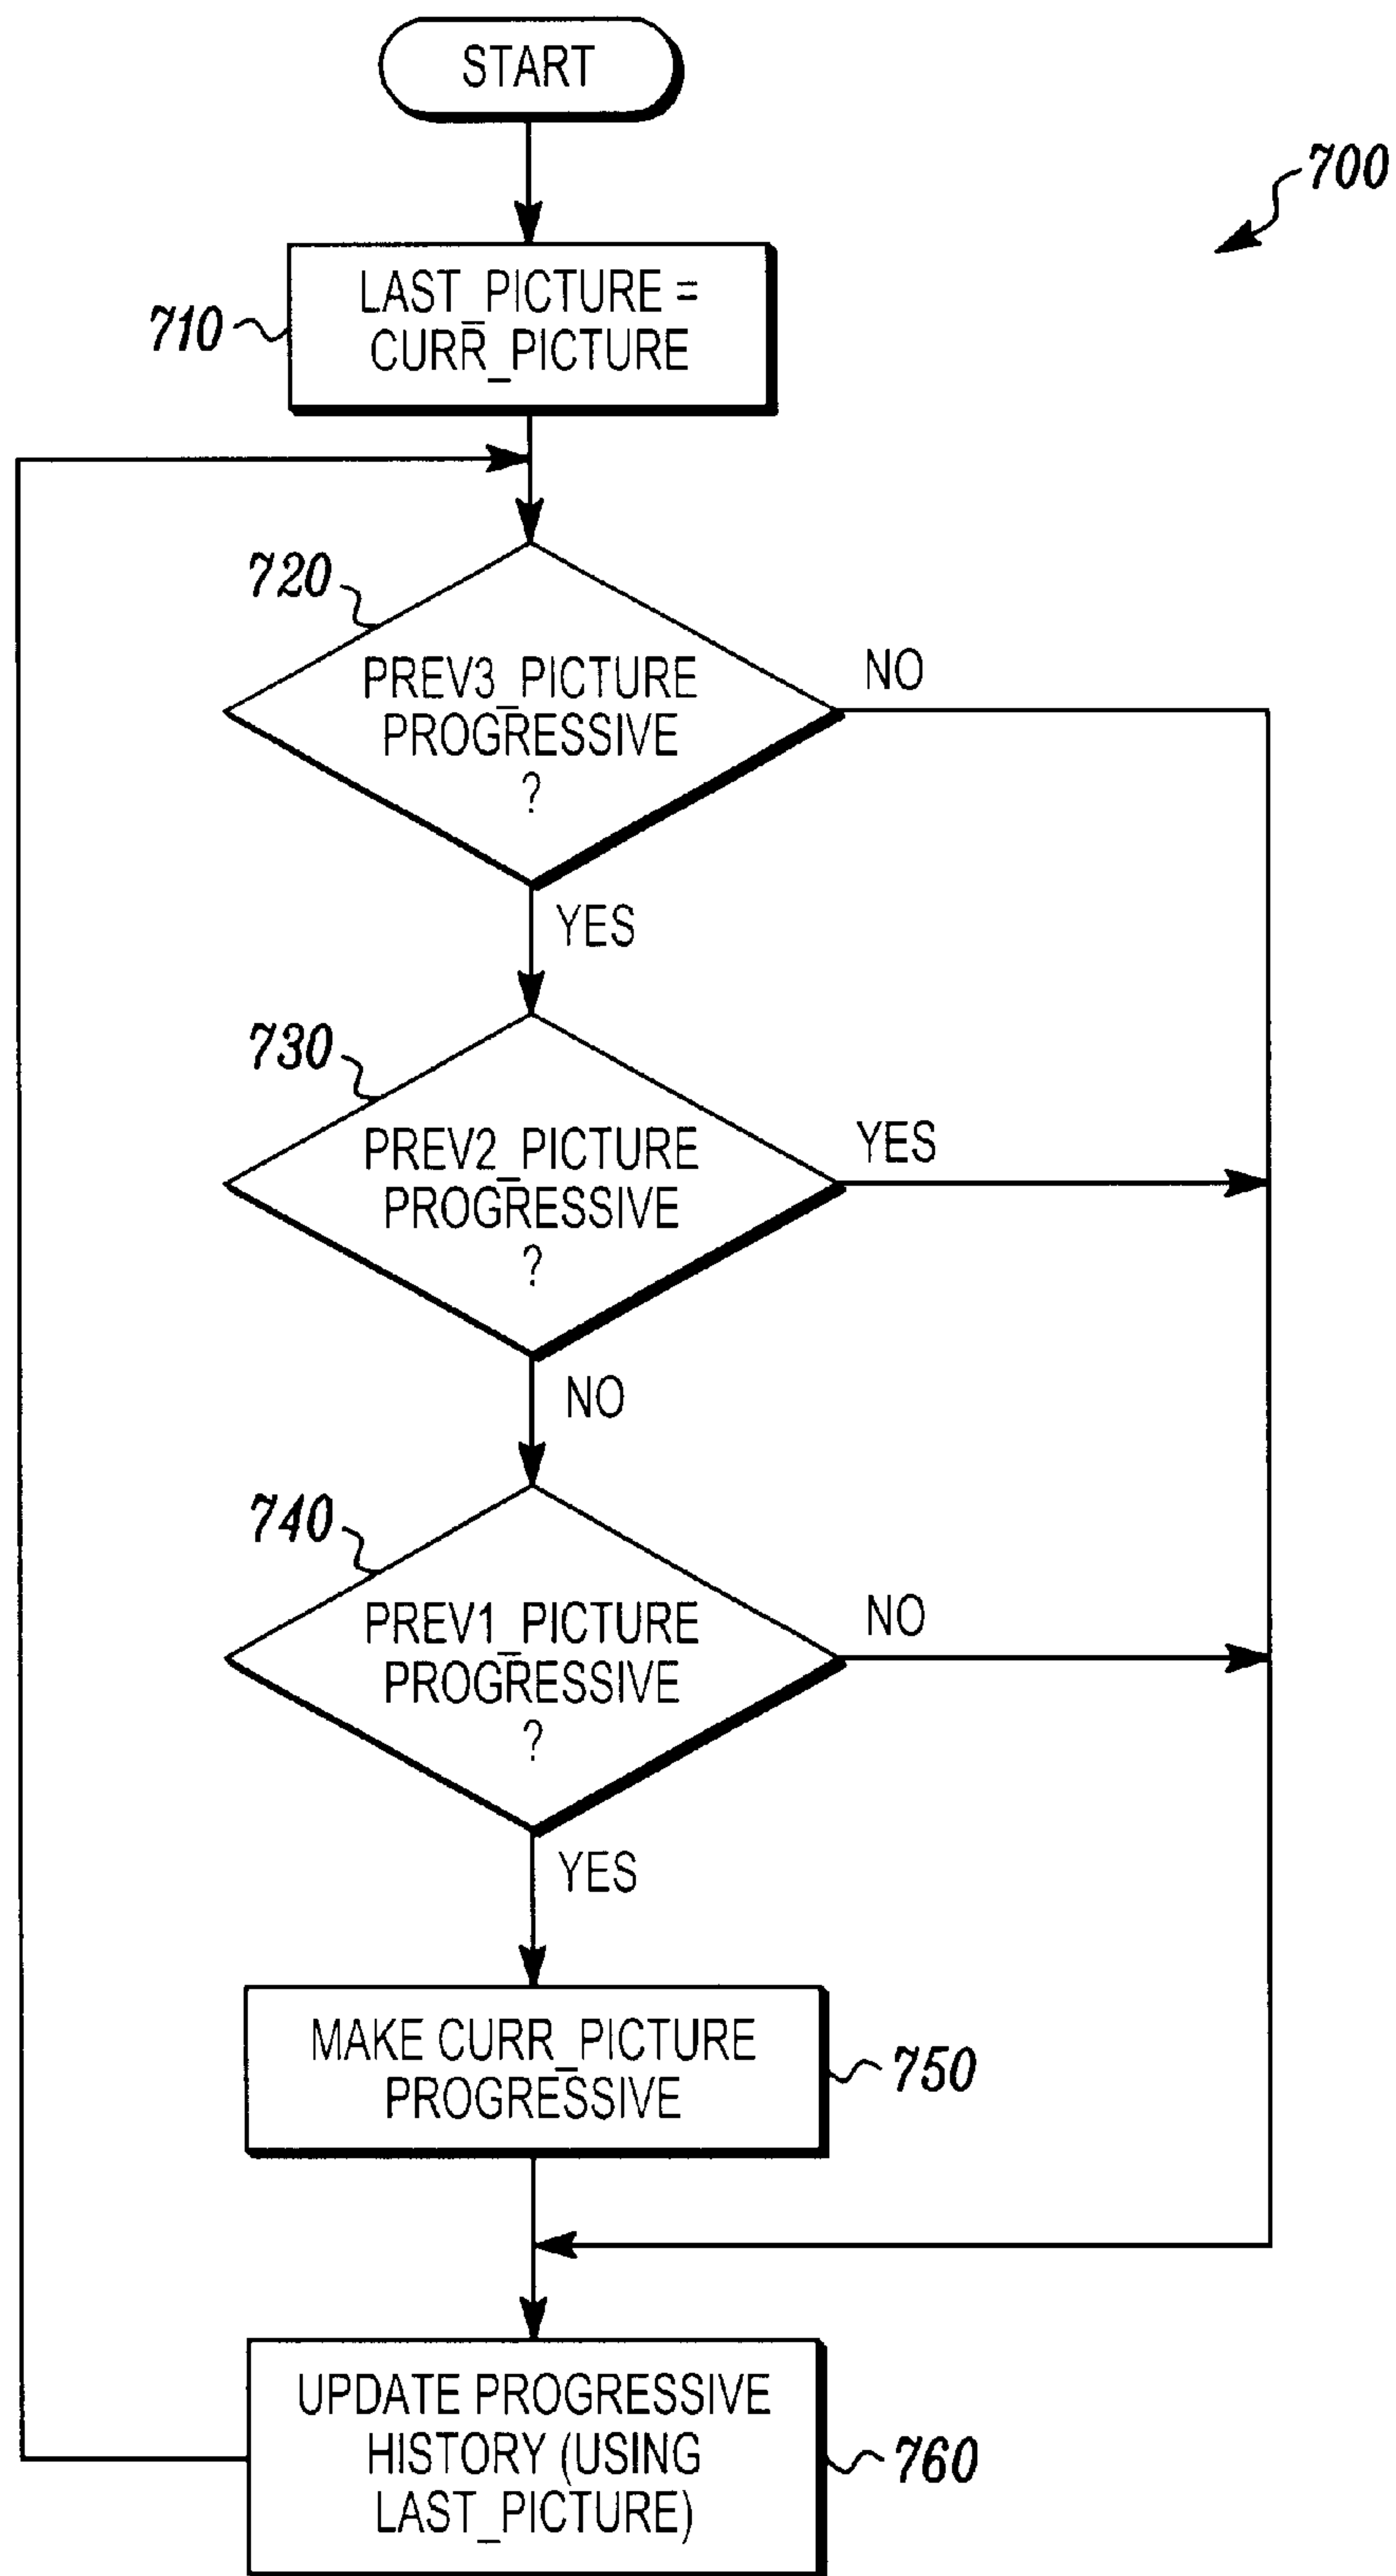 START
700
710
LAST_PICTURE =
CURR_PICTURE
720
PREV3_PICTURE
PROGRESSIVE
?
NO
YES
730
PREV2_PICTURE
PROGRESSIVE
?
YES
NO
740
PREV1_PICTURE
PROGRESSIVE
?
NO
YES
MAKE CURR_PICTURE
PROGRESSIVE
750
UPDATE PROGRESSIVE
HISTORY (USING
LAST_PICTURE)
760